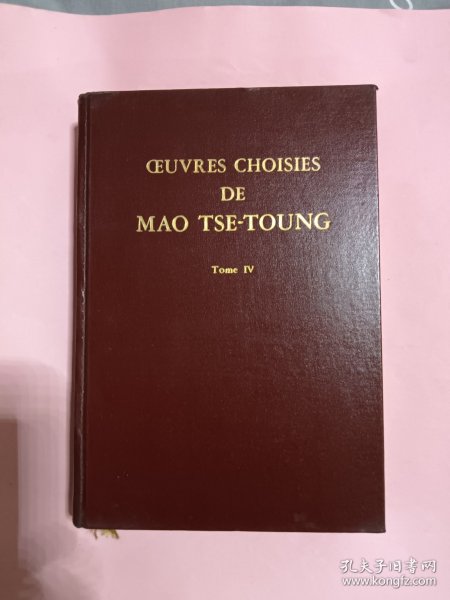 ŒUVRES CHOISIES
DE
MAO TSE-TOUNG
Tome IV
孔夫子旧书网
www.kongfz.com